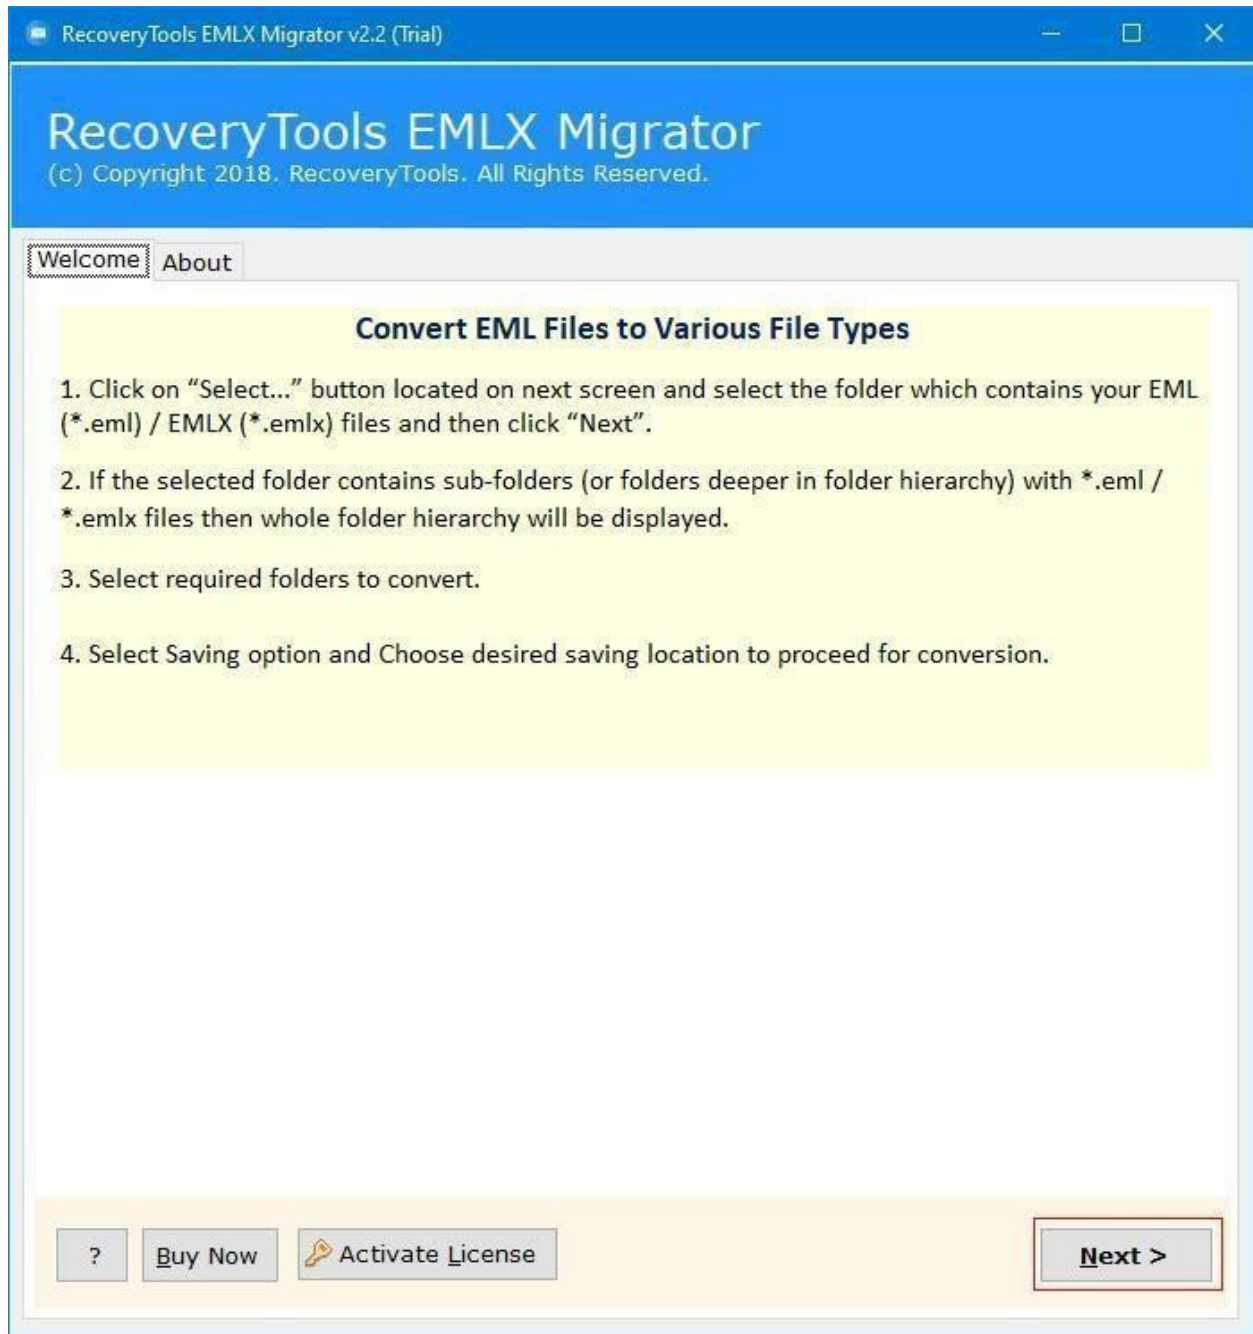 RecoveryTools EMLX Migrator v2.2 (Trial)
RecoveryTools EMLX Migrator
(c) Copyright 2018. RecoveryTools. All Rights Reserved.
Welcome About
Convert EML Files to Various File Types
1. Click on “Select...” button located on next screen and select the folder which contains your EML
(*.eml) / EMLX (*.emlx) files and then click “Next”.
2. If the selected folder contains sub-folders (or folders deeper in folder hierarchy) with *.eml /
*.emlx files then whole folder hierarchy will be displayed.
3. Select required folders to convert.
4. Select Saving option and Choose desired saving location to proceed for conversion.
? Buy Now Activate License Next >